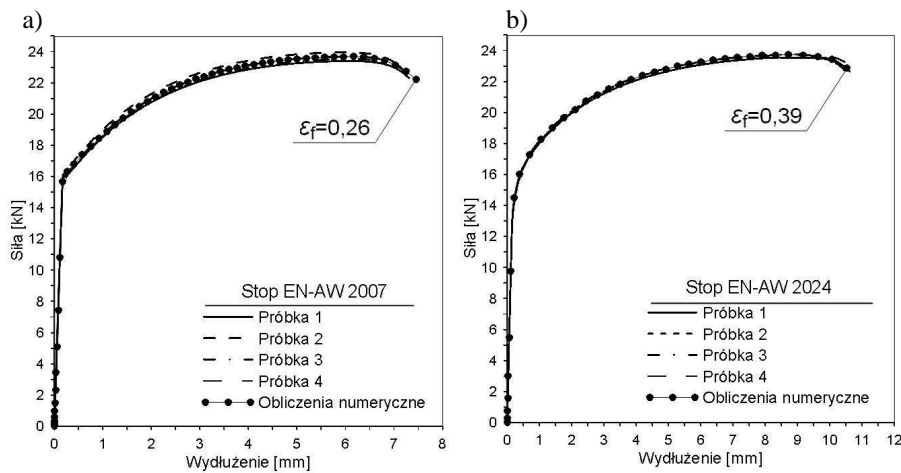 a)
26
24
22
20
18
16
14
12
10
8
6
4
2
0
Siła [kN]
εf=0,26
Stop EN-AW 2007
Próbka 1
Próbka 2
Próbka 3
Próbka 4
Obliczenia numeryczne
0 1 2 3 4 5 6 7 8
Wydłużenie [mm]
b)
26
24
22
20
18
16
14
12
10
8
6
4
2
0
Siła [kN]
εf=0,39
Stop EN-AW 2024
Próbka 1
Próbka 2
Próbka 3
Próbka 4
Obliczenia numeryczne
0 1 2 3 4 5 6 7 8 9 10 11 12
Wydłużenie [mm]